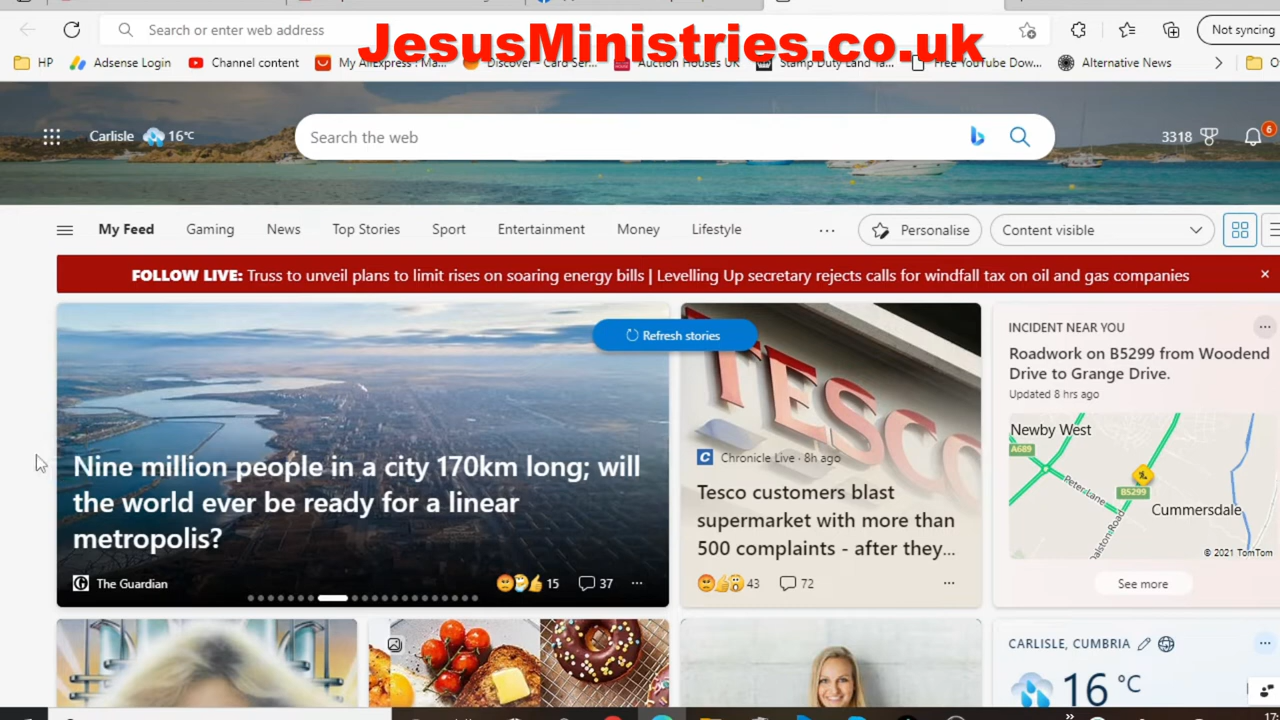 Search or enter web address
JesusMinistries.co.uk
Not syncing
HP
Adsense Login
Channel content
My AliExpress : Ma...
Discover - Card Ser...
Auction Houses UK
Stamp Duty Land Ta...
Free YouTube Dow...
Alternative News
Carlisle 16°C
Search the web
3318
6
My Feed
Gaming
News
Top Stories
Sport
Entertainment
Money
Lifestyle
...
Personalise
Content visible
FOLLOW LIVE: Truss to unveil plans to limit rises on soaring energy bills | Levelling Up secretary rejects calls for windfall tax on oil and gas companies
Refresh stories
Nine million people in a city 170km long; will
the world ever be ready for a linear
metropolis?
The Guardian
15
37
TESCO
Chronicle Live · 8h ago
Tesco customers blast
supermarket with more than
500 complaints - after they...
43
72
INCIDENT NEAR YOU
Roadwork on B5299 from Woodend
Drive to Grange Drive.
Updated 8 hrs ago
Newby West
A689
Peter Lane
B5299
Cummersdale
Dalston Road
© 2021 TomTom
See more
CARLISLE, CUMBRIA
16 °C